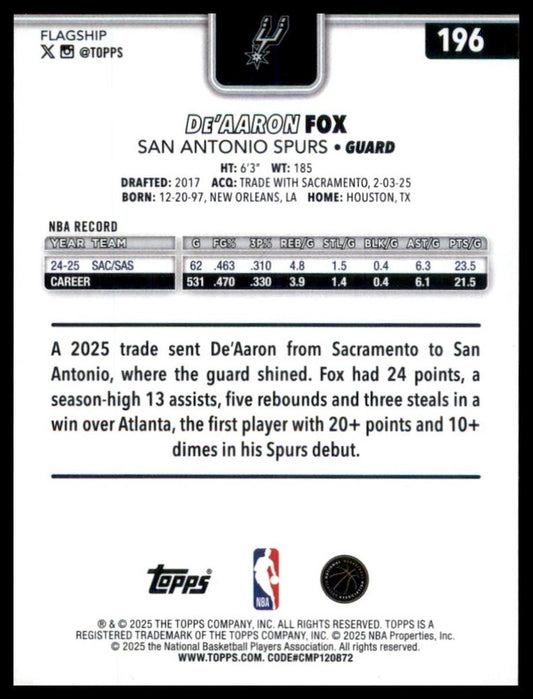 FLAGSHIP
@TOPPS
196
DE'AARON FOX
SAN ANTONIO SPURS • GUARD
HT: 6'3" WT: 185
DRAFTED: 2017 ACQ: TRADE WITH SACRAMENTO, 2-03-25
BORN: 12-20-97, NEW ORLEANS, LA HOME: HOUSTON, TX
NBA RECORD
YEAR TEAM G FG% 3P% REB/G STL/G BLK/G AST/G PTS/G
24-25 SAC/SAS 62 .463 .310 4.8 1.5 0.4 6.3 23.5
CAREER 531 .470 .330 3.9 1.4 0.4 6.1 21.5
A 2025 trade sent De'Aaron from Sacramento to San
Antonio, where the guard shined. Fox had 24 points, a
season-high 13 assists, five rebounds and three steals in a
win over Atlanta, the first player with 20+ points and 10+
dimes in his Spurs debut.
TOPPS®
NBA
® & © 2025 THE TOPPS COMPANY, INC. ALL RIGHTS RESERVED. TOPPS IS A
REGISTERED TRADEMARK OF THE TOPPS COMPANY, INC. © 2025 NBA Properties, Inc.
© 2025 the National Basketball Players Association. All rights reserved.
WWW.TOPPS.COM. CODE#CMP120872